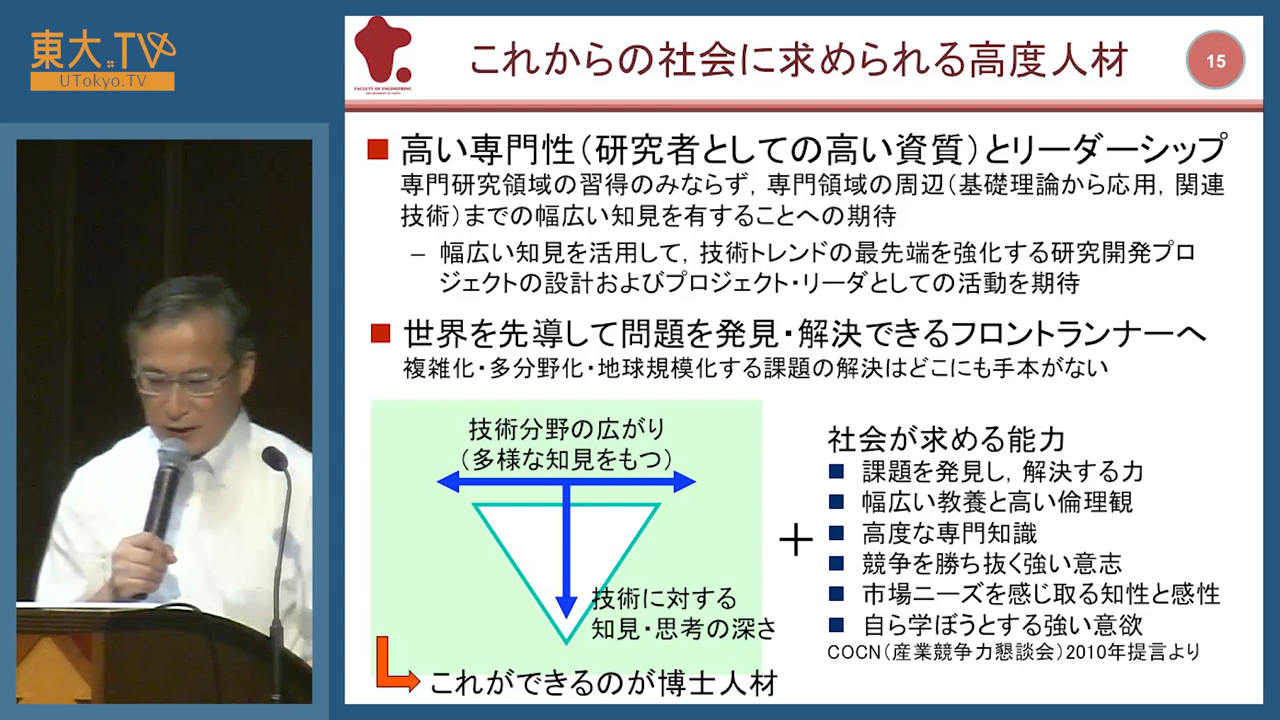 東大.TV
UTokyo.TV
FACULTY OF ENGINEERING
THE UNIVERSITY OF TOKYO
これからの社会に求められる高度人材
15
高い専門性（研究者としての高い資質）とリーダーシップ
専門研究領域の習得のみならず，専門領域の周辺（基礎理論から応用，関連
技術）までの幅広い知見を有することへの期待
– 幅広い知見を活用して，技術トレンドの最先端を強化する研究開発プロ
ジェクトの設計およびプロジェクト・リーダとしての活動を期待
世界を先導して問題を発見・解決できるフロントランナーへ
複雑化・多分野化・地球規模化する課題の解決はどこにも手本がない
技術分野の広がり
（多様な知見をもつ）
技術に対する
知見・思考の深さ
これができるのが博士人材
＋
社会が求める能力
課題を発見し，解決する力
幅広い教養と高い倫理観
高度な専門知識
競争を勝ち抜く強い意志
市場ニーズを感じ取る知性と感性
自ら学ぼうとする強い意欲
COCN（産業競争力懇談会）2010年提言より